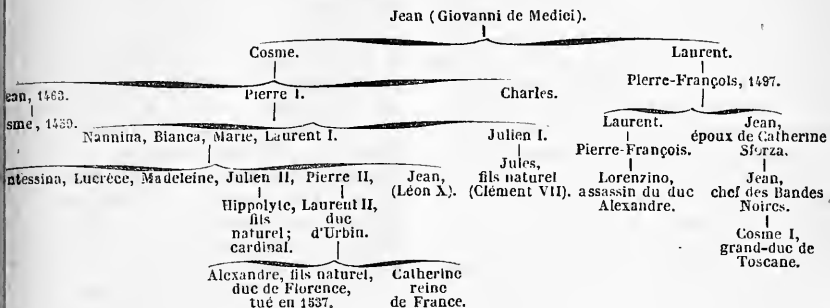 Jean (Giovanni de Medici).
Cosme. Laurent.
ean, 1463. Pierre I. Charles. Pierre-François, 1497.
sme, 1439. Nannina, Bianca, Marie, Laurent I. Julien I. Laurent. Jean,
époux de Catherine
Jules, Pierre-François. Sforza.
ntessina, Lucrèce, Madeleine, Julien II, Pierre II, Jean, fils naturel Lorenzino, Jean,
(Léon X). (Clément VII). assassin du duc chef des Bandes
Hippolyte, Laurent II, Alexandre. Noires.
fils duc
naturel; d'Urbin. Cosme I,
cardinal. grand-duc de
Toscane.
Alexandre, fils naturel, Catherine
duc de Florence, reine
tué en 1537. de France.